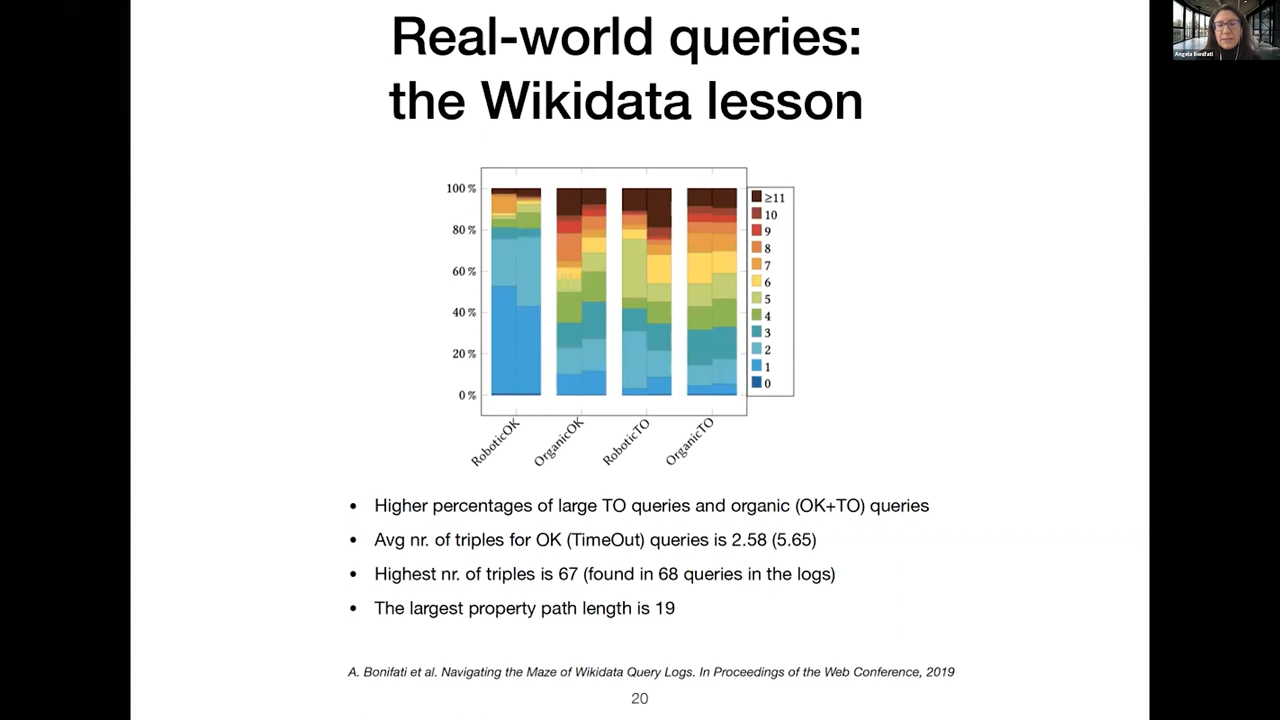 Real-world queries:
the Wikidata lesson
Angela Bonifati
100 %
80 %
60 %
40 %
20 %
0 %
≥11
10
9
8
7
6
5
4
3
2
1
0
RoboticOK
OrganicOK
RoboticTO
OrganicTO
• Higher percentages of large TO queries and organic (OK+TO) queries
• Avg nr. of triples for OK (TimeOut) queries is 2.58 (5.65)
• Highest nr. of triples is 67 (found in 68 queries in the logs)
• The largest property path length is 19
A. Bonifati et al. Navigating the Maze of Wikidata Query Logs. In Proceedings of the Web Conference, 2019
20